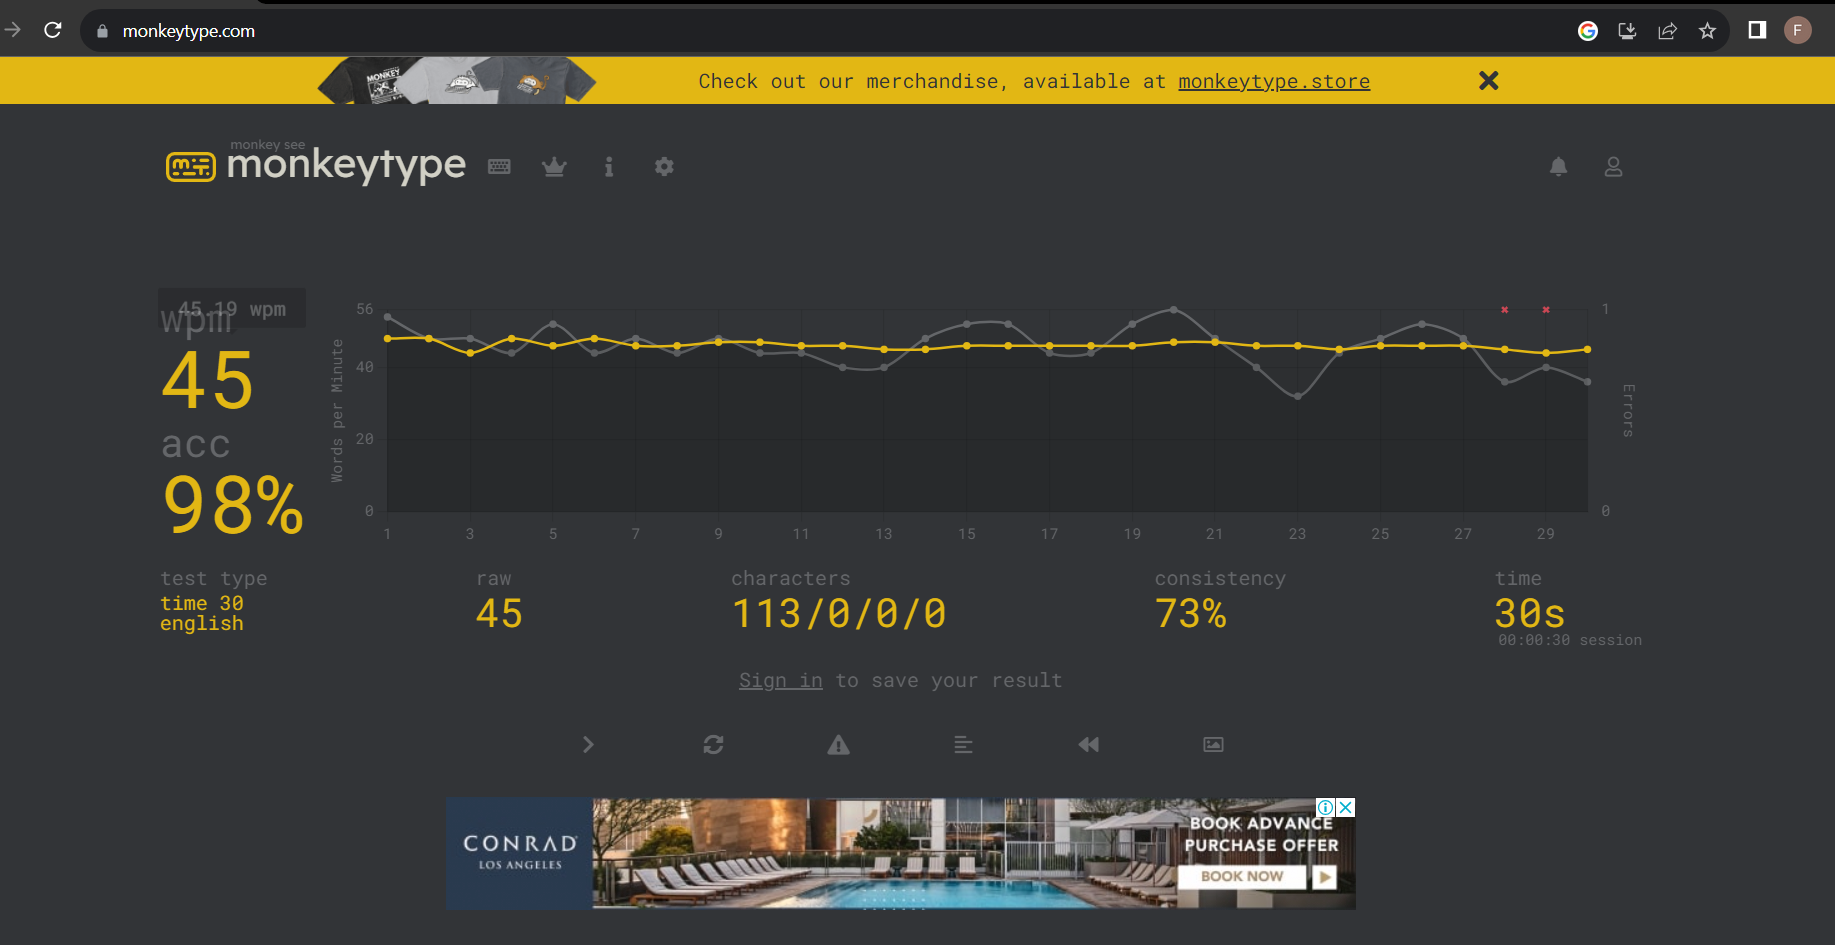 monkeytype.com
F
MONKEY
Check out our merchandise, available at monkeytype.store
monkey see
monkeytype
45.19 wpm
wpm
45
acc
98%
Words per Minute
56
40
20
0
1 3 5 7 9 11 13 15 17 19 21 23 25 27 29
1
0
Errors
test type
time 30
english
raw
45
characters
113/0/0/0
consistency
73%
time
30s
00:00:30 session
Sign in to save your result
CONRAD
LOS ANGELES
BOOK ADVANCE
PURCHASE OFFER
BOOK NOW